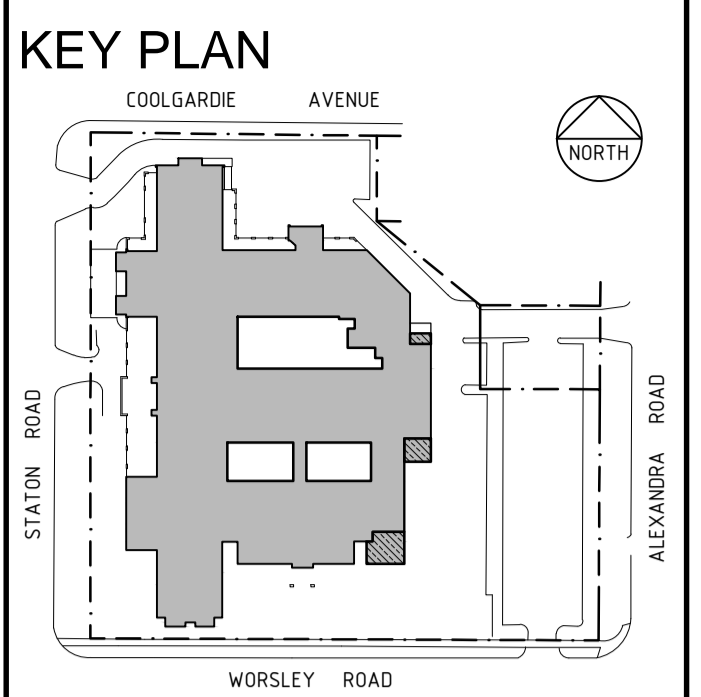 KEY PLAN
COOLGARDIE AVENUE
NORTH
STATON ROAD
ALEXANDRA ROAD
WORSLEY ROAD